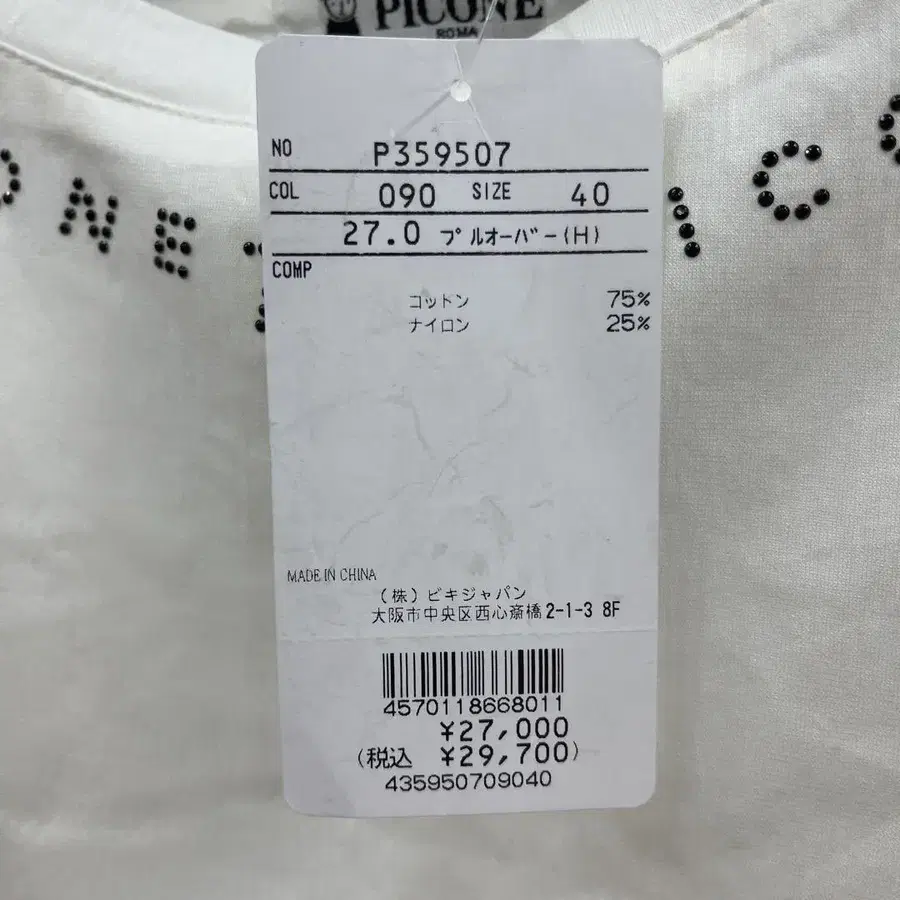 PICONE
ROMA
NO P359507
COL 090 SIZE 40
27.0 プルオーバー(H)
COMP
コットン 75%
ナイロン 25%
MADE IN CHINA
(株)ビキジャパン
大阪市中央区西心斎橋2-1-3 8F
4570118668011
¥27,000
(税込 ¥29,700)
435950709040
NE
IC